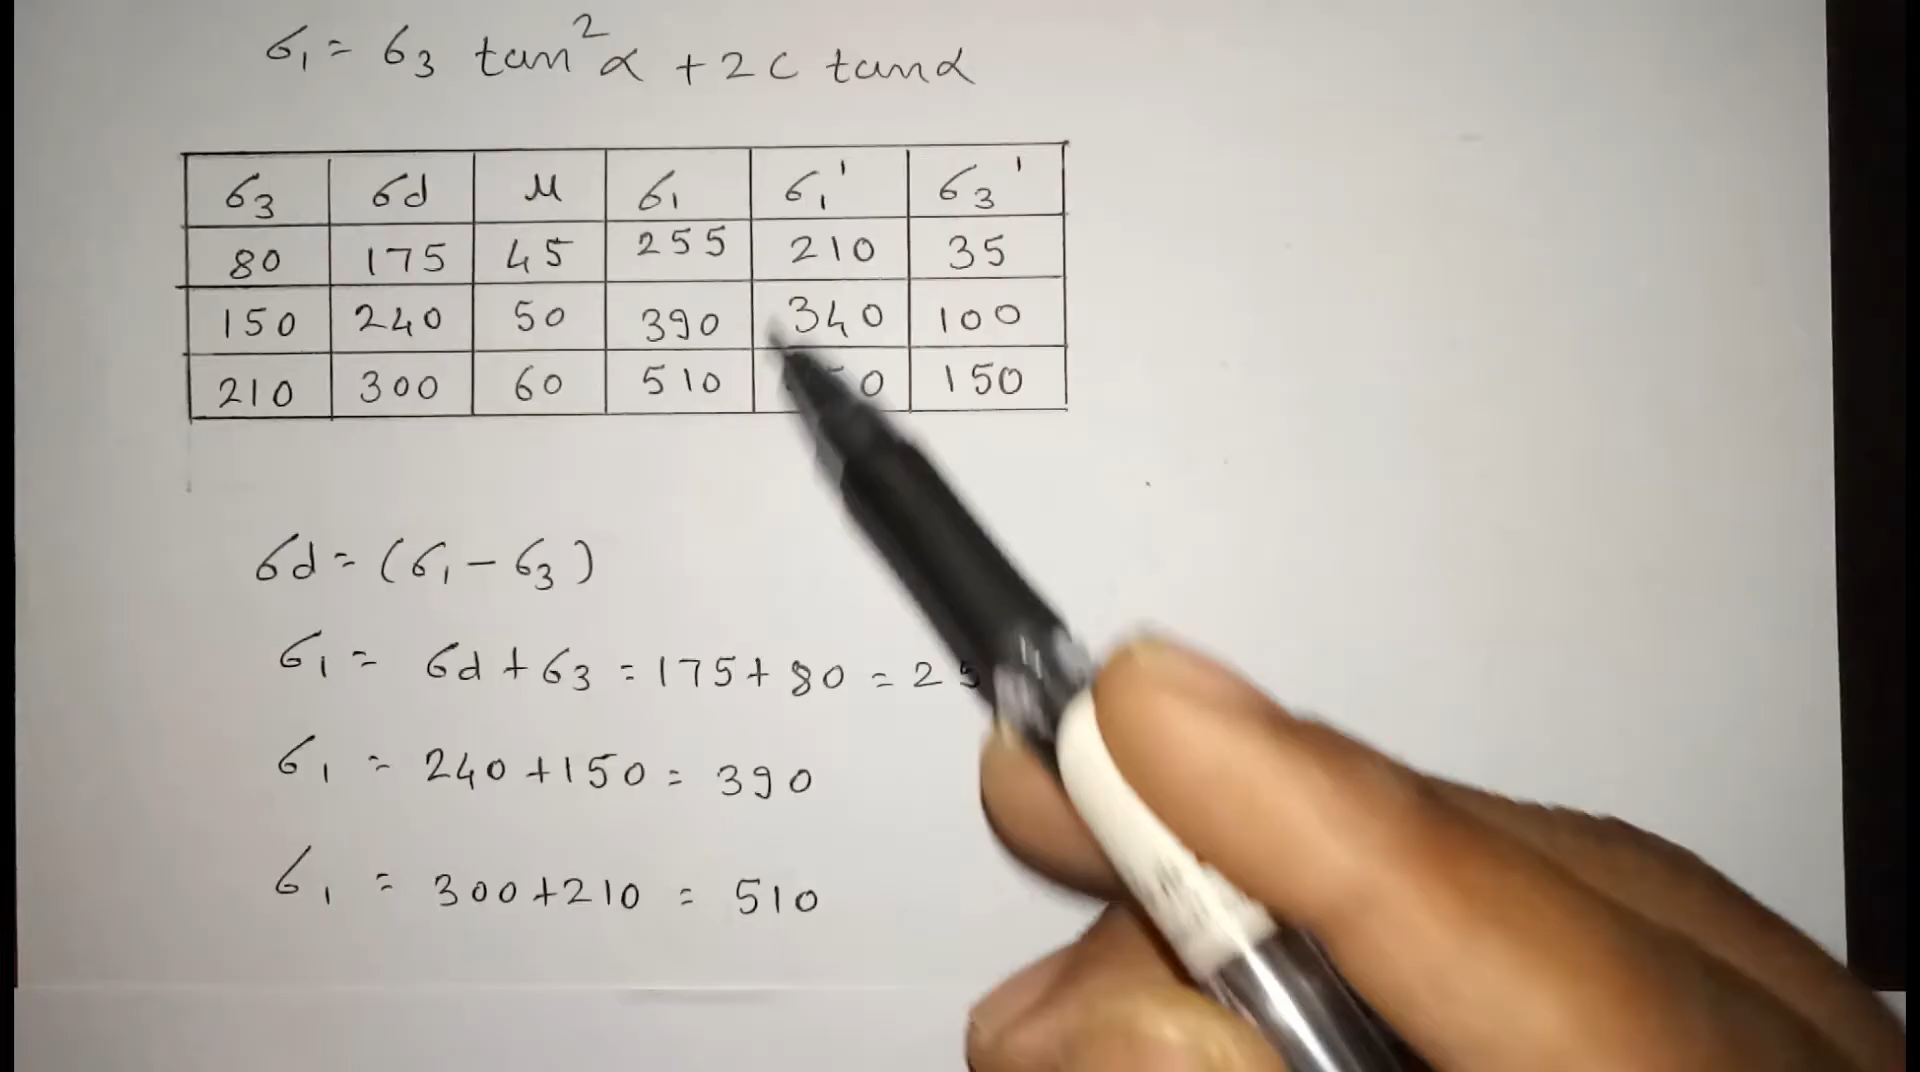 σ₁ = σ₃ tan²α + 2C tanα
σ₃ σd μ σ₁ σ₁' σ₃'
80 175 45 255 210 35
150 240 50 390 340 100
210 300 60 510 150
σd = (σ₁ - σ₃)
σ₁ = σd + σ₃ = 175 + 80 =
σ₁ = 240 + 150 = 390
σ₁ = 300 + 210 = 510